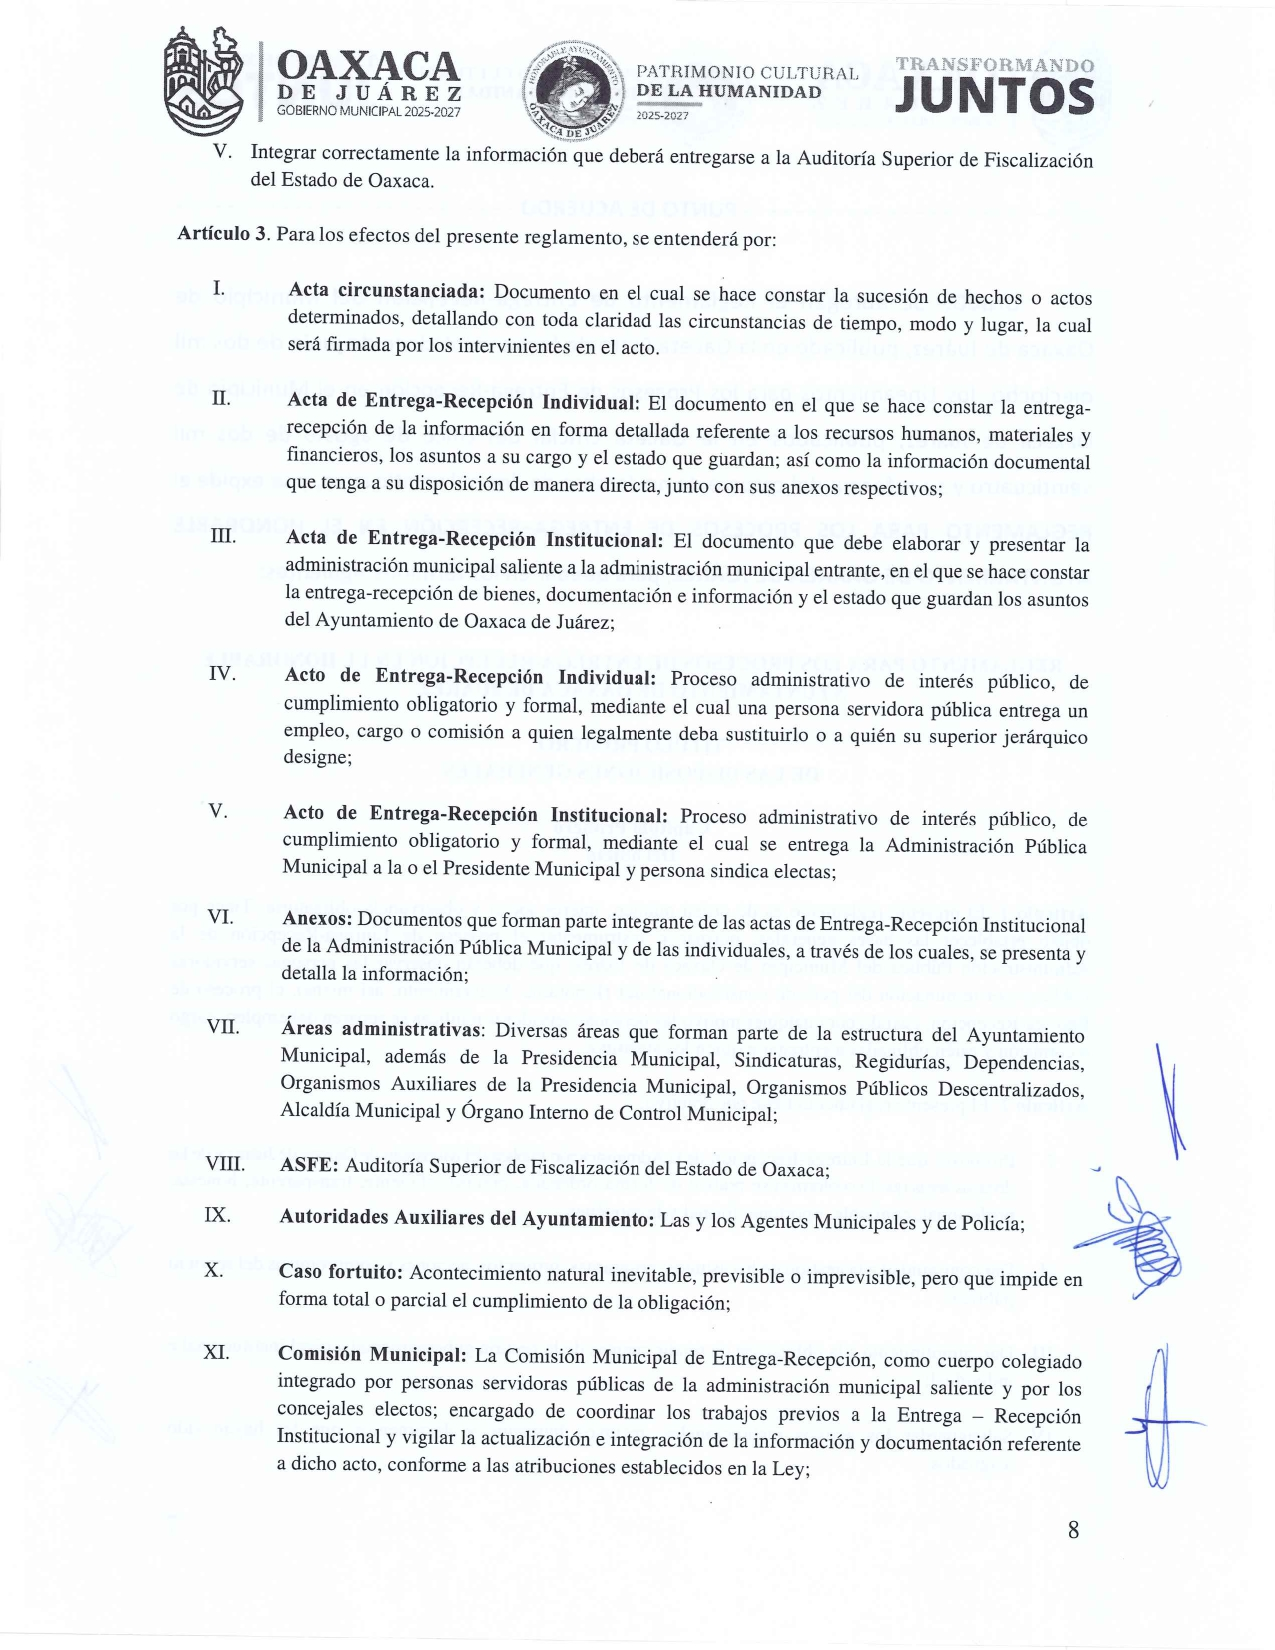 OAXACA
DE JUÁREZ
GOBIERNO MUNICIPAL 2025-2027
HONORABLE AYUNTAMIENTO
OAXACA DE JUÁREZ
PATRIMONIO CULTURAL
DE LA HUMANIDAD
2025-2027
TRANSFORMANDO
JUNTOS
V. Integrar correctamente la información que deberá entregarse a la Auditoría Superior de Fiscalización
del Estado de Oaxaca.
Artículo 3. Para los efectos del presente reglamento, se entenderá por:
I. Acta circunstanciada: Documento en el cual se hace constar la sucesión de hechos o actos
determinados, detallando con toda claridad las circunstancias de tiempo, modo y lugar, la cual
será firmada por los intervinientes en el acto.
II. Acta de Entrega-Recepción Individual: El documento en el que se hace constar la entrega-
recepción de la información en forma detallada referente a los recursos humanos, materiales y
financieros, los asuntos a su cargo y el estado que guardan; así como la información documental
que tenga a su disposición de manera directa, junto con sus anexos respectivos;
III. Acta de Entrega-Recepción Institucional: El documento que debe elaborar y presentar la
administración municipal saliente a la administración municipal entrante, en el que se hace constar
la entrega-recepción de bienes, documentación e información y el estado que guardan los asuntos
del Ayuntamiento de Oaxaca de Juárez;
IV. Acto de Entrega-Recepción Individual: Proceso administrativo de interés público, de
cumplimiento obligatorio y formal, mediante el cual una persona servidora pública entrega un
empleo, cargo o comisión a quien legalmente deba sustituirlo o a quién su superior jerárquico
designe;
V. Acto de Entrega-Recepción Institucional: Proceso administrativo de interés público, de
cumplimiento obligatorio y formal, mediante el cual se entrega la Administración Pública
Municipal a la o el Presidente Municipal y persona sindica electas;
VI. Anexos: Documentos que forman parte integrante de las actas de Entrega-Recepción Institucional
de la Administración Pública Municipal y de las individuales, a través de los cuales, se presenta y
detalla la información;
VII. Áreas administrativas: Diversas áreas que forman parte de la estructura del Ayuntamiento
Municipal, además de la Presidencia Municipal, Sindicaturas, Regidurías, Dependencias,
Organismos Auxiliares de la Presidencia Municipal, Organismos Públicos Descentralizados,
Alcaldía Municipal y Órgano Interno de Control Municipal;
VIII. ASFE: Auditoría Superior de Fiscalización del Estado de Oaxaca;
IX. Autoridades Auxiliares del Ayuntamiento: Las y los Agentes Municipales y de Policía;
X. Caso fortuito: Acontecimiento natural inevitable, previsible o imprevisible, pero que impide en
forma total o parcial el cumplimiento de la obligación;
XI. Comisión Municipal: La Comisión Municipal de Entrega-Recepción, como cuerpo colegiado
integrado por personas servidoras públicas de la administración municipal saliente y por los
concejales electos; encargado de coordinar los trabajos previos a la Entrega – Recepción
Institucional y vigilar la actualización e integración de la información y documentación referente
a dicho acto, conforme a las atribuciones establecidos en la Ley;
8